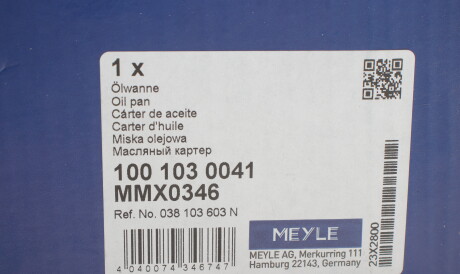 1 x
Ölwanne
Oil pan
Cárter de aceite
Carter d'huile
Miska olejowa
Масляный картер
100 103 0041
MMX0346
Ref. No. 038 103 603 N
MEYLE
MEYLE AG, Merkurring 111
Hamburg 22143, Germany
4 040074 346747
23X2800